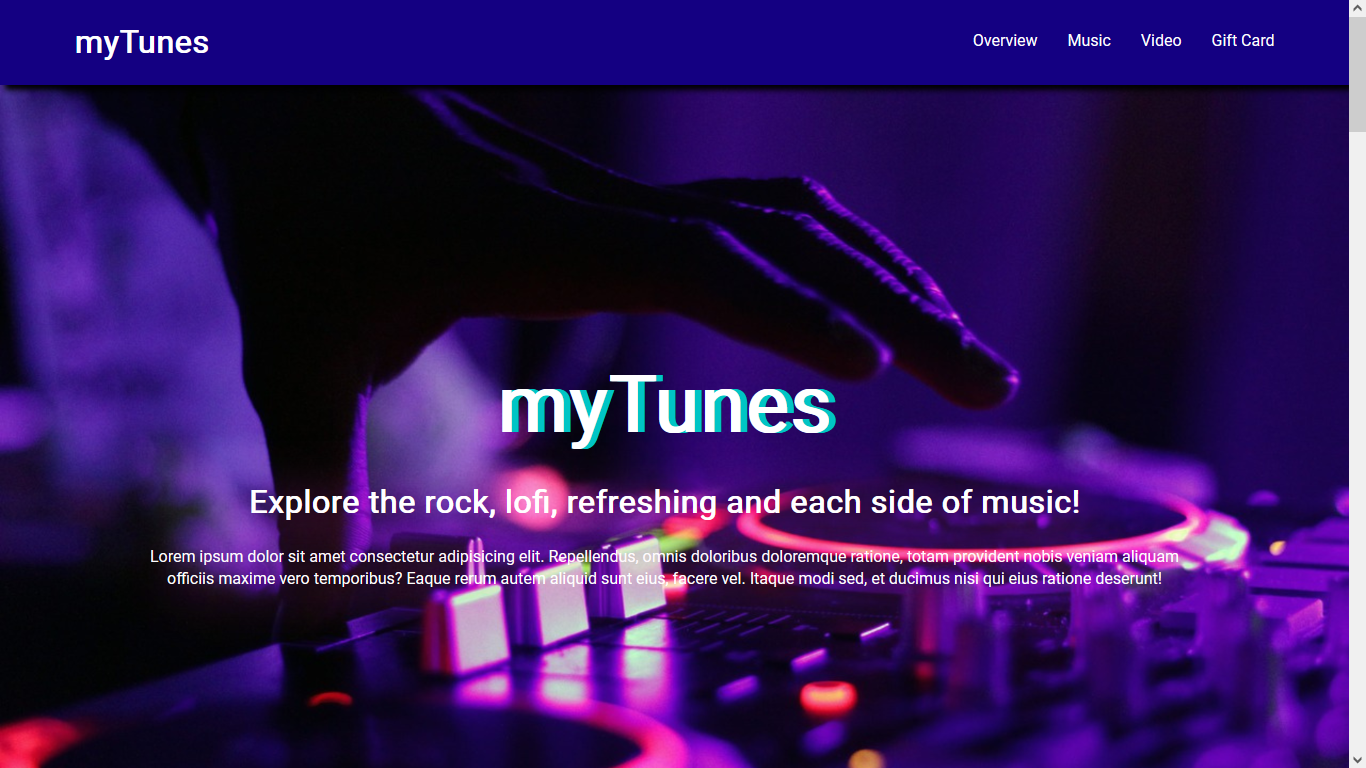 myTunes
Overview
Music
Video
Gift Card
myTunes
Explore the rock, lofi, refreshing and each side of music!
Lorem ipsum dolor sit amet consectetur adipisicing elit. Repellendus, omnis doloribus doloremque ratione, totam provident nobis veniam aliquam
officiis maxime vero temporibus? Eaque rerum autem aliquid sunt eius, facere vel. Itaque modi sed, et ducimus nisi qui eius ratione deserunt!